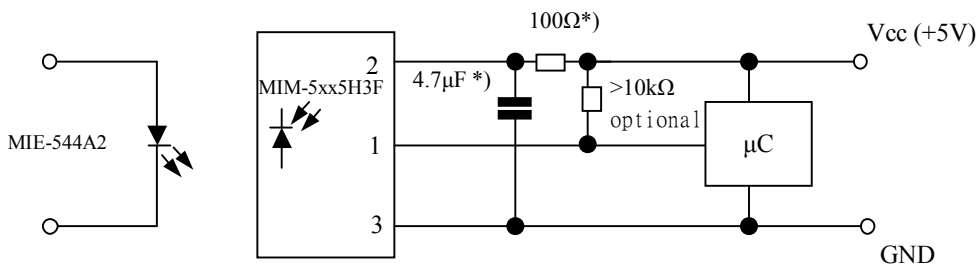 100Ω*)
Vcc (+5V)
2
MIM-5xx5H3F
4.7μF *)
>10kΩ
optional
MIE-544A2
1
μC
3
GND